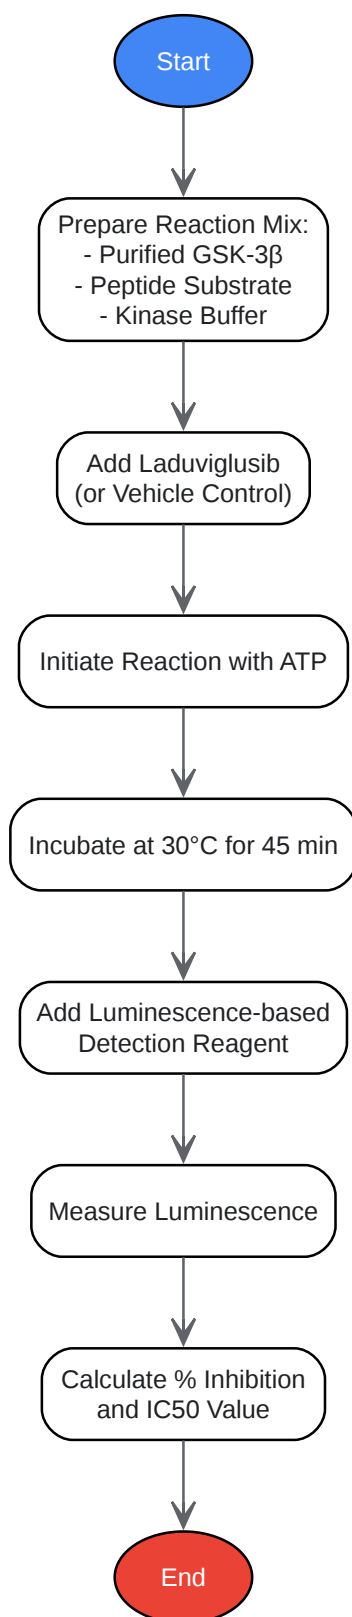 Start
Prepare Reaction Mix:
- Purified GSK-3β
- Peptide Substrate
- Kinase Buffer
Add Laduviglusib
(or Vehicle Control)
Initiate Reaction with ATP
Incubate at 30°C for 45 min
Add Luminescence-based
Detection Reagent
Measure Luminescence
Calculate % Inhibition
and IC50 Value
End